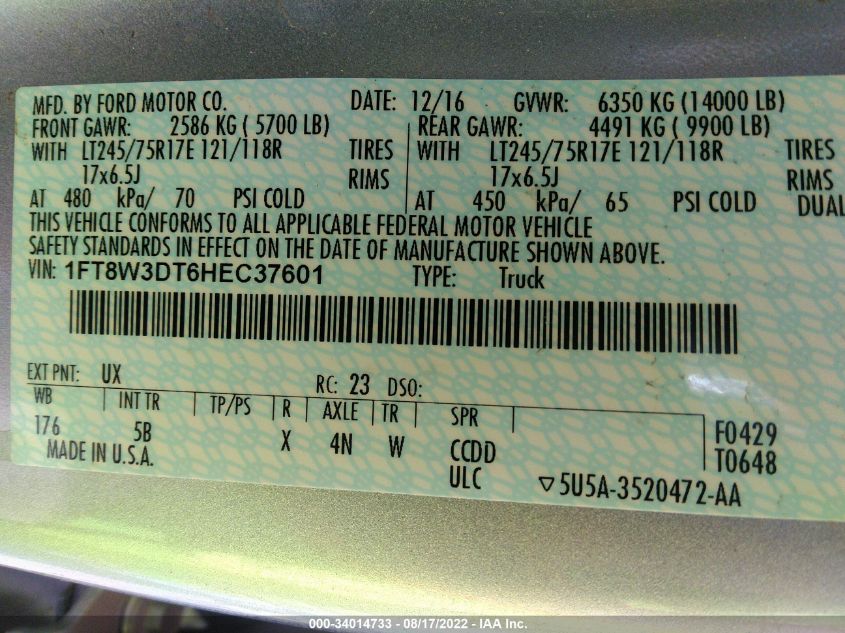 MFD. BY FORD MOTOR CO. DATE: 12/16 GVWR: 6350 KG (14000 LB)
FRONT GAWR: 2586 KG ( 5700 LB) REAR GAWR: 4491 KG ( 9900 LB)
WITH LT245/75R17E 121/118R TIRES WITH LT245/75R17E 121/118R TIRES
17x6.5J RIMS 17x6.5J RIMS
AT 480 kPa/ 70 PSI COLD AT 450 kPa/ 65 PSI COLD DUAL
THIS VEHICLE CONFORMS TO ALL APPLICABLE FEDERAL MOTOR VEHICLE
SAFETY STANDARDS IN EFFECT ON THE DATE OF MANUFACTURE SHOWN ABOVE.
VIN: 1FT8W3DT6HEC37601 TYPE: Truck
EXT PNT: UX RC: 23 DSO:
WB INT TR TP/PS R AXLE TR SPR
176 5B X 4N W CCDD F0429
MADE IN U.S.A. ULC T0648
▽5U5A-3520472-AA
000-34014733 - 08/17/2022 - IAA Inc.